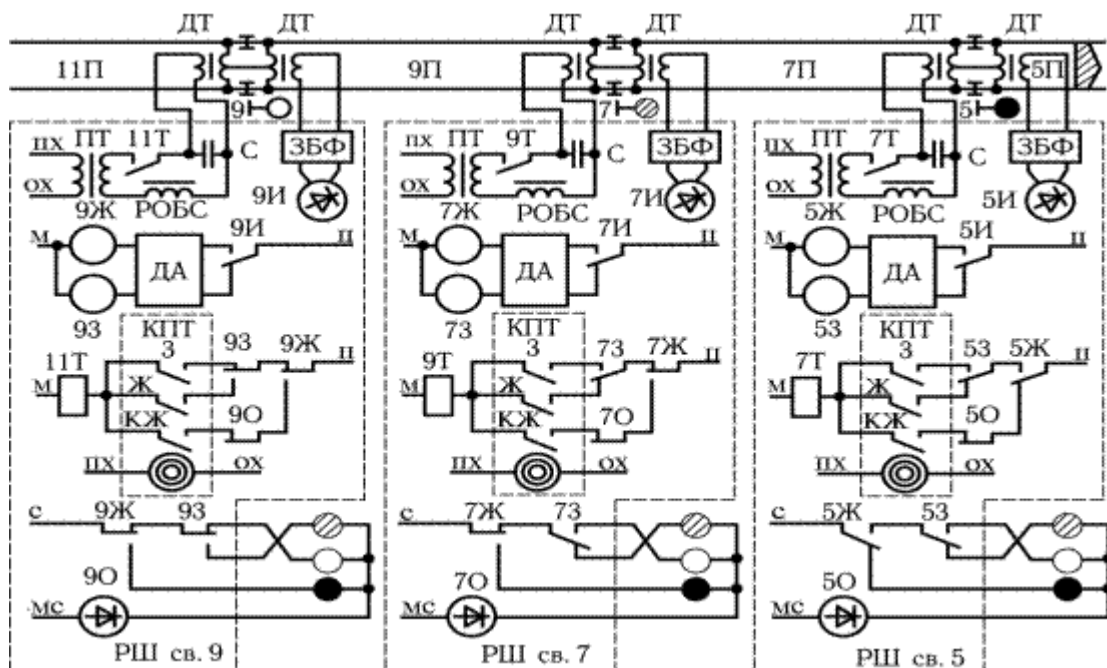 ДТ ДТ ДТ ДТ ДТ ДТ
11П 9П 7П 5П
9 7 5
ПХ ПТ 11Т С ЗБФ ПХ ПТ 9Т С ЗБФ ПХ ПТ 7Т С ЗБФ
ОХ 9И ОХ 7И ОХ 5И
9Ж РОБС 7Ж РОБС 5Ж РОБС
М 9И П М 7И П М 5И П
ДА ДА ДА
93 73 53
КПТ КПТ КПТ
11Т З 93 9Ж П 9Т З 73 7Ж П 7Т З 53 5Ж П
М Ж М Ж М Ж
КЖ 9О КЖ 7О КЖ 5О
ПХ ОХ ПХ ОХ ПХ ОХ
С 9Ж 93 С 7Ж 73 С 5Ж 53
9О 7О 5О
МС МС МС
РШ св. 9 РШ св. 7 РШ св. 5